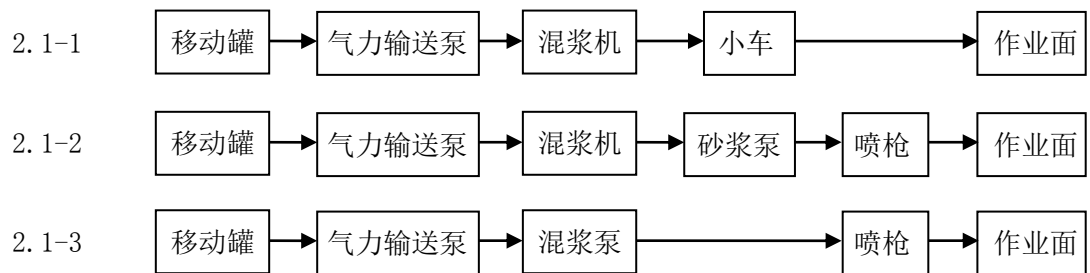 2.1-1 移动罐 气力输送泵 混浆机 小车 作业面
2.1-2 移动罐 气力输送泵 混浆机 砂浆泵 喷枪 作业面
2.1-3 移动罐 气力输送泵 混浆泵 喷枪 作业面